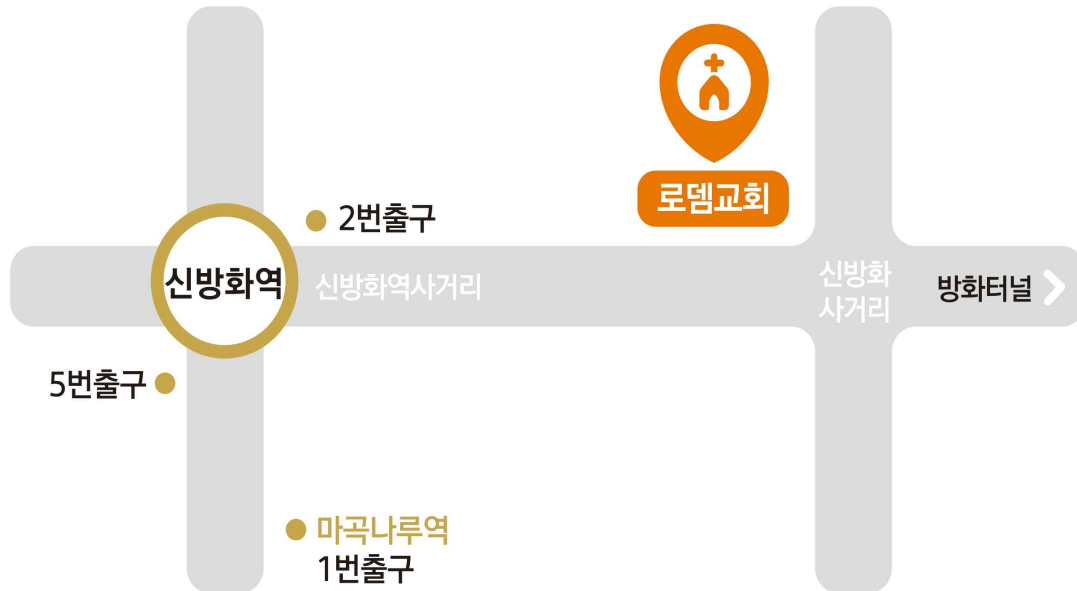 로뎀교회
2번출구
신방화역
신방화역사거리
신방화
사거리
방화터널
5번출구
마곡나루역
1번출구